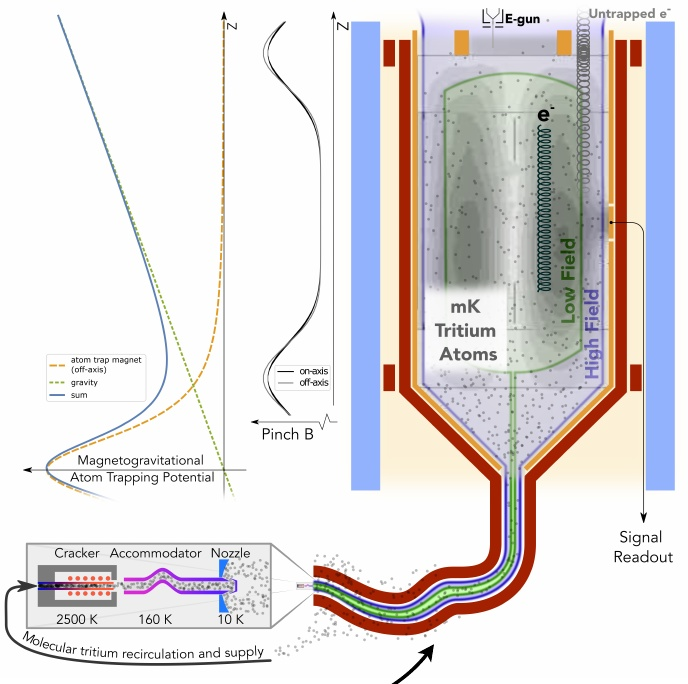 Z
Z
E-gun
Untrapped e⁻
e⁻
Low Field
High Field
mK
Tritium
Atoms
atom trap magnet
(off-axis)
gravity
sum
on-axis
off-axis
Pinch B
Magnetogravitational
Atom Trapping Potential
Signal
Readout
Cracker Accommodator Nozzle
2500 K 160 K 10 K
Molecular tritium recirculation and supply